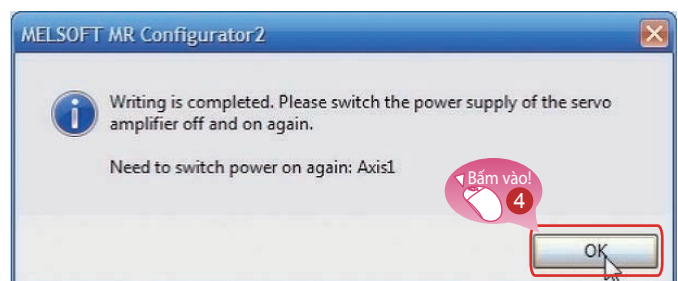 MELSOFT MR Configurator2
Writing is completed. Please switch the power supply of the servo
amplifier off and on again.
Need to switch power on again: Axis1
Bấm vào!
4
OK